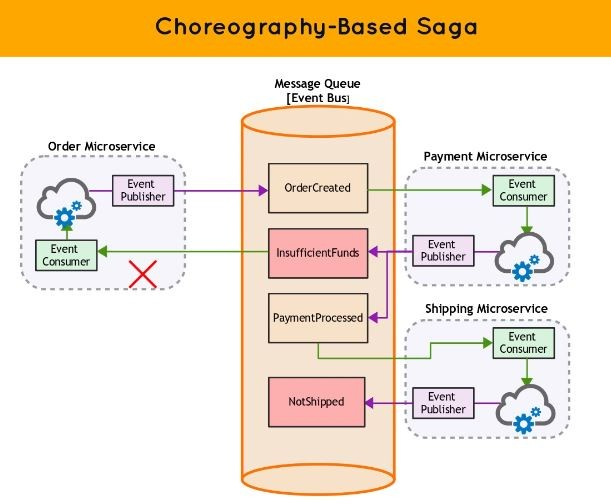 Choreography-Based Saga
Message Queue
[Event Bus]
Order Microservice
Payment Microservice
Event
Publisher
OrderCreated
Event
Consumer
Event
Consumer
InsufficientFunds
Event
Publisher
PaymentProcessed
Shipping Microservice
Event
Consumer
NotShipped
Event
Publisher